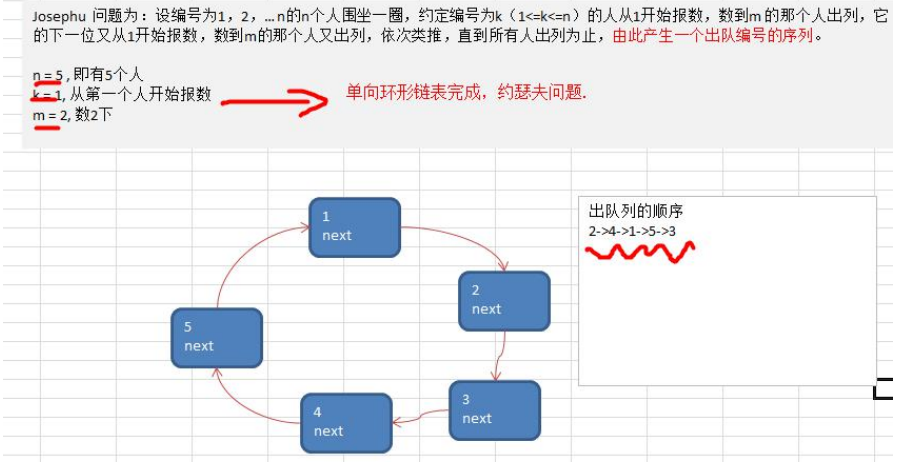 Josephu 问题为：设编号为1，2，… n的n个人围坐一圈，约定编号为k（1<=k<=n）的人从1开始报数，数到m 的那个人出列，它
的下一位又从1开始报数，数到m的那个人又出列，依次类推，直到所有人出列为止，由此产生一个出队编号的序列。
n = 5 , 即有5个人
k = 1, 从第一个人开始报数
m = 2, 数2下
单向环形链表完成，约瑟夫问题.
出队列的顺序
2->4->1->5->3
1
next
2
next
3
next
4
next
5
next